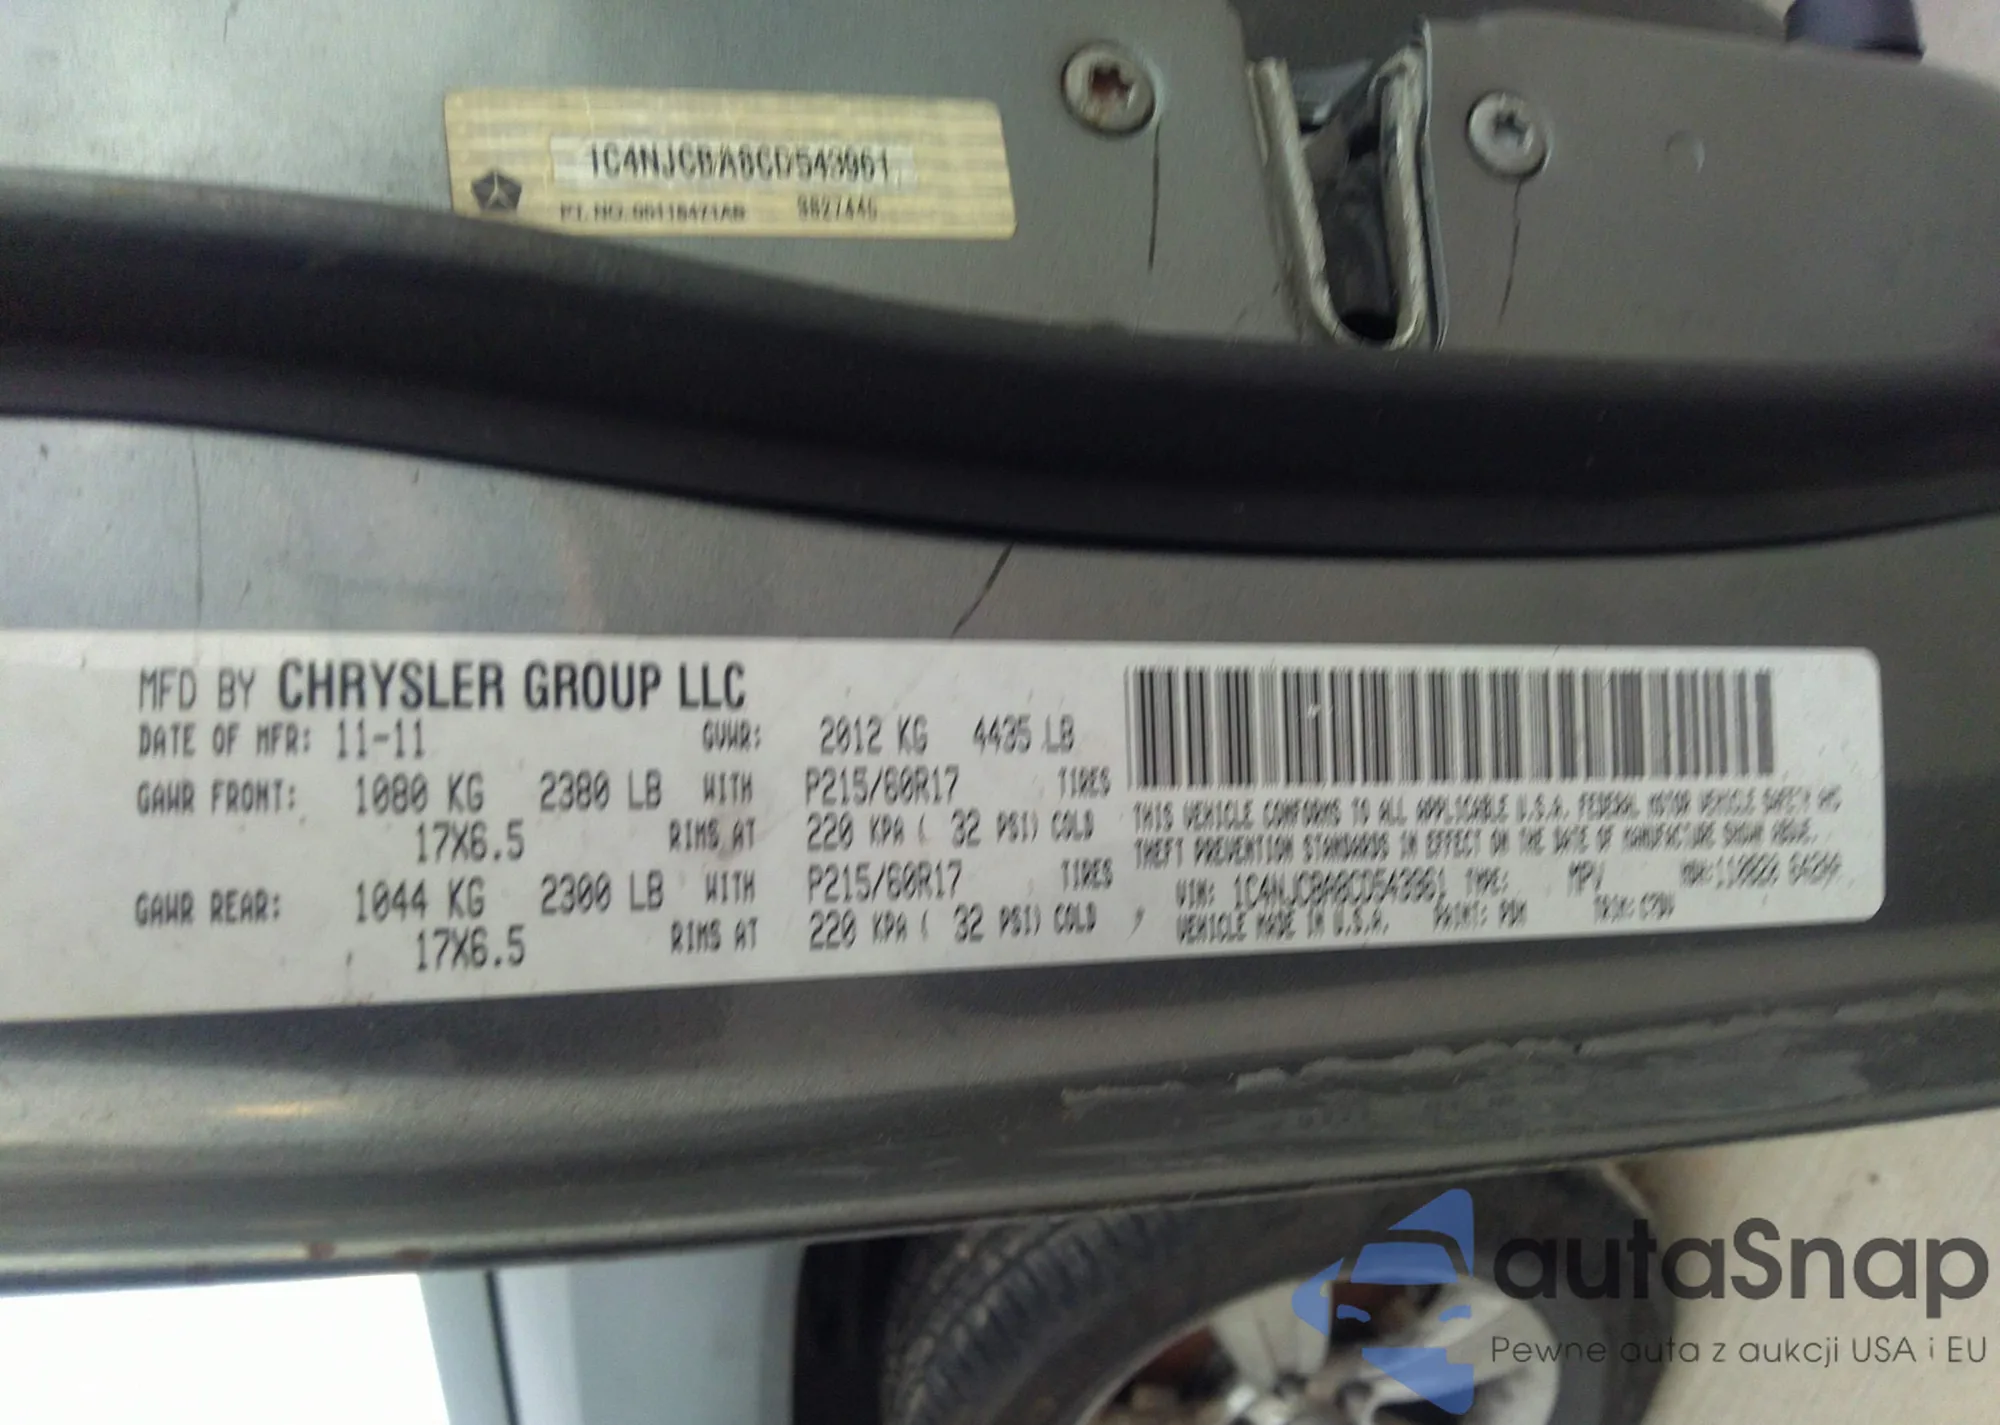 1C4NJCBA8CD543961
PT. NO.
MFD BY CHRYSLER GROUP LLC
DATE OF MFR: 11-11 GVWR: 2012 KG 4435 LB
GAWR FRONT: 1080 KG 2380 LB WITH P215/60R17 TIRES
17X6.5 RIMS AT 220 KPA ( 32 PSI) COLD
GAWR REAR: 1044 KG 2300 LB WITH P215/60R17 TIRES
17X6.5 RIMS AT 220 KPA ( 32 PSI) COLD
THIS VEHICLE CONFORMS TO ALL APPLICABLE U.S.A. FEDERAL MOTOR VEHICLE SAFETY AND
THEFT PREVENTION STANDARDS IN EFFECT ON THE DATE OF MANUFACTURE SHOWN ABOVE.
VIN: 1C4NJCBA8CD543961 TYPE: MPV
VEHICLE MADE IN U.S.A. PAINT: PDM
autaSnap
Pewne auta z aukcji USA i EU